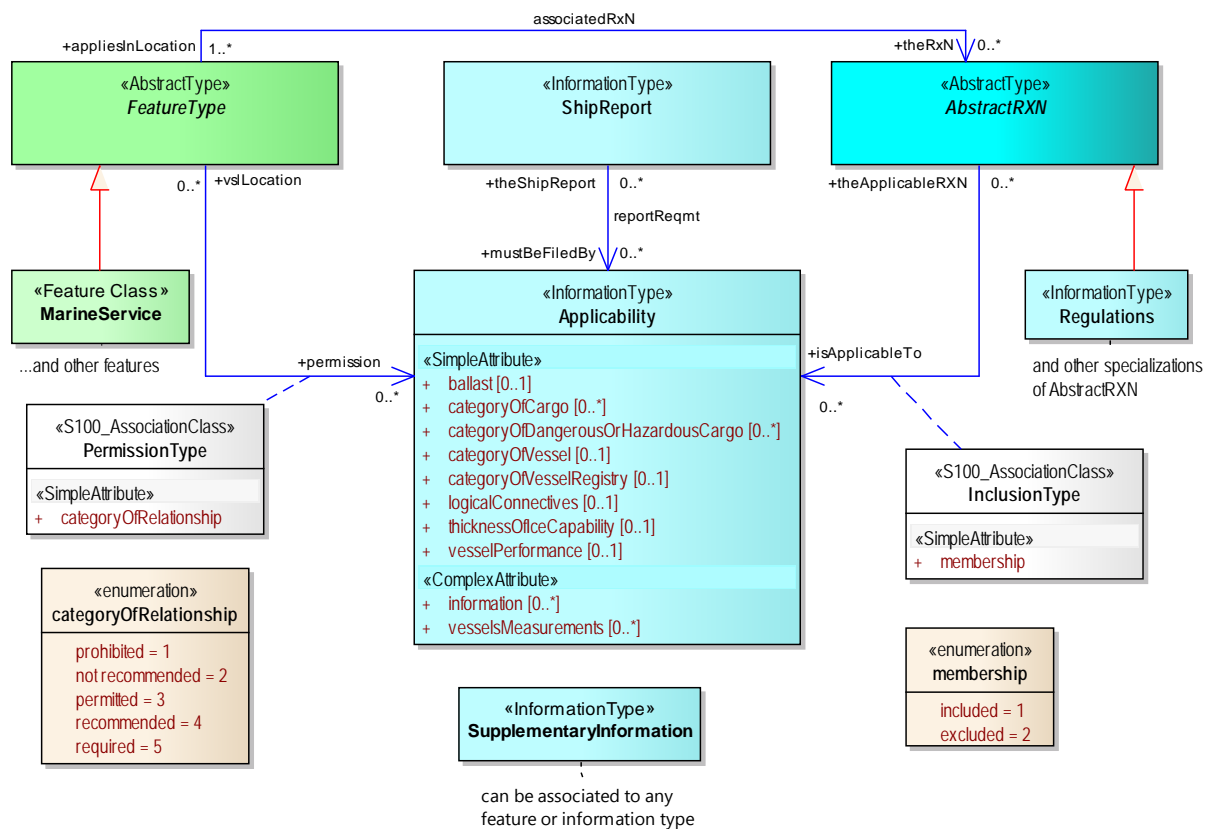 associatedRxN
+appliesInLocation
1..*
+theRxN
0..*
«AbstractType»
FeatureType
«InformationType»
ShipReport
«AbstractType»
AbstractRXN
0..*
+vslLocation
+theShipReport
0..*
+theApplicableRXN
0..*
reportReqmt
+mustBeFiledBy
0..*
«Feature Class»
MarineService
...and other features
«InformationType»
Applicability
«SimpleAttribute»
+ ballast [0..1]
+ categoryOfCargo [0..*]
+ categoryOfDangerousOrHazardousCargo [0..*]
+ categoryOfVessel [0..1]
+ categoryOfVesselRegistry [0..1]
+ logicalConnectives [0..1]
+ thicknessOfIceCapability [0..1]
+ vesselPerformance [0..1]
«ComplexAttribute»
+ information [0..*]
+ vesselsMeasurements [0..*]
«InformationType»
Regulations
and other specializations
of AbstractRXN
+permission
0..*
+isApplicableTo
0..*
«S100_AssociationClass»
PermissionType
«SimpleAttribute»
+ categoryOfRelationship
«S100_AssociationClass»
InclusionType
«SimpleAttribute»
+ membership
«enumeration»
categoryOfRelationship
prohibited = 1
not recommended = 2
permitted = 3
recommended = 4
required = 5
«enumeration»
membership
included = 1
excluded = 2
«InformationType»
SupplementaryInformation
can be associated to any
feature or information type